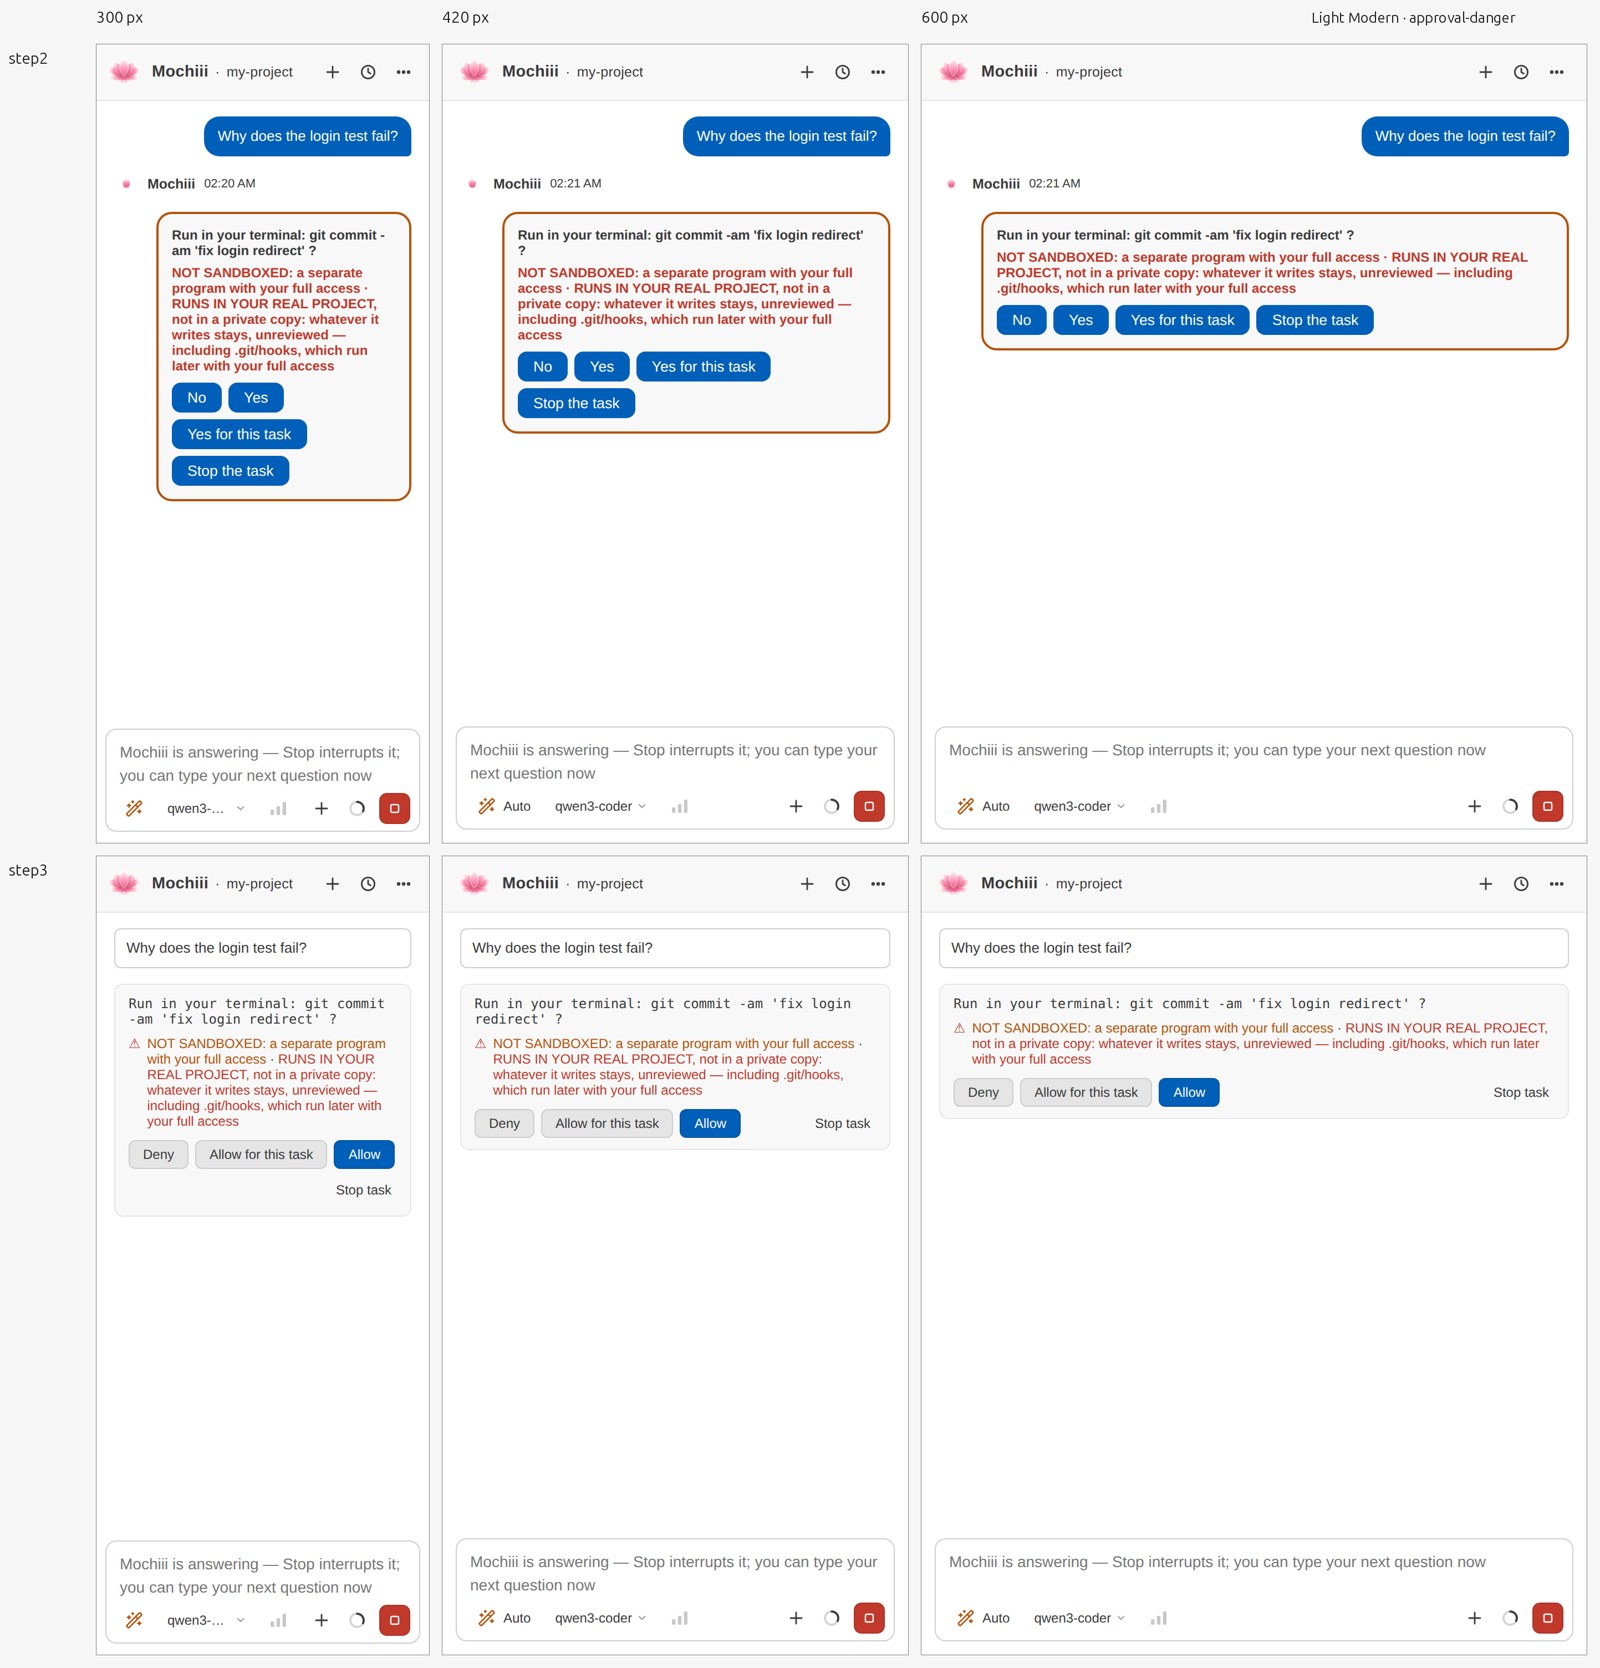 300 px
420 px
600 px
Light Modern · approval-danger
step2
Mochiii · my-project
Why does the login test fail?
Mochiii 02:20 AM
Run in your terminal: git commit -
am 'fix login redirect' ?
NOT SANDBOXED: a separate
program with your full access ·
RUNS IN YOUR REAL PROJECT,
not in a private copy: whatever it
writes stays, unreviewed —
including .git/hooks, which run
later with your full access
No
Yes
Yes for this task
Stop the task
Mochiii is answering — Stop interrupts it;
you can type your next question now
qwen3-...
Mochiii · my-project
Why does the login test fail?
Mochiii 02:21 AM
Run in your terminal: git commit -am 'fix login redirect'
?
NOT SANDBOXED: a separate program with your full
access · RUNS IN YOUR REAL PROJECT, not in a
private copy: whatever it writes stays, unreviewed —
including .git/hooks, which run later with your full
access
No
Yes
Yes for this task
Stop the task
Mochiii is answering — Stop interrupts it; you can type your
next question now
Auto
qwen3-coder
Mochiii · my-project
Why does the login test fail?
Mochiii 02:21 AM
Run in your terminal: git commit -am 'fix login redirect' ?
NOT SANDBOXED: a separate program with your full access · RUNS IN YOUR REAL
PROJECT, not in a private copy: whatever it writes stays, unreviewed — including
.git/hooks, which run later with your full access
No
Yes
Yes for this task
Stop the task
Mochiii is answering — Stop interrupts it; you can type your next question now
Auto
qwen3-coder
step3
Mochiii · my-project
Why does the login test fail?
Run in your terminal: git commit
-am 'fix login redirect' ?
⚠ NOT SANDBOXED: a separate program
with your full access · RUNS IN YOUR
REAL PROJECT, not in a private copy:
whatever it writes stays, unreviewed —
including .git/hooks, which run later with
your full access
Deny
Allow for this task
Allow
Stop task
Mochiii is answering — Stop interrupts it;
you can type your next question now
qwen3-...
Mochiii · my-project
Why does the login test fail?
Run in your terminal: git commit -am 'fix login
redirect' ?
⚠ NOT SANDBOXED: a separate program with your full access ·
RUNS IN YOUR REAL PROJECT, not in a private copy:
whatever it writes stays, unreviewed — including .git/hooks,
which run later with your full access
Deny
Allow for this task
Allow
Stop task
Mochiii is answering — Stop interrupts it; you can type your
next question now
Auto
qwen3-coder
Mochiii · my-project
Why does the login test fail?
Run in your terminal: git commit -am 'fix login redirect' ?
⚠ NOT SANDBOXED: a separate program with your full access · RUNS IN YOUR REAL PROJECT,
not in a private copy: whatever it writes stays, unreviewed — including .git/hooks, which run later
with your full access
Deny
Allow for this task
Allow
Stop task
Mochiii is answering — Stop interrupts it; you can type your next question now
Auto
qwen3-coder